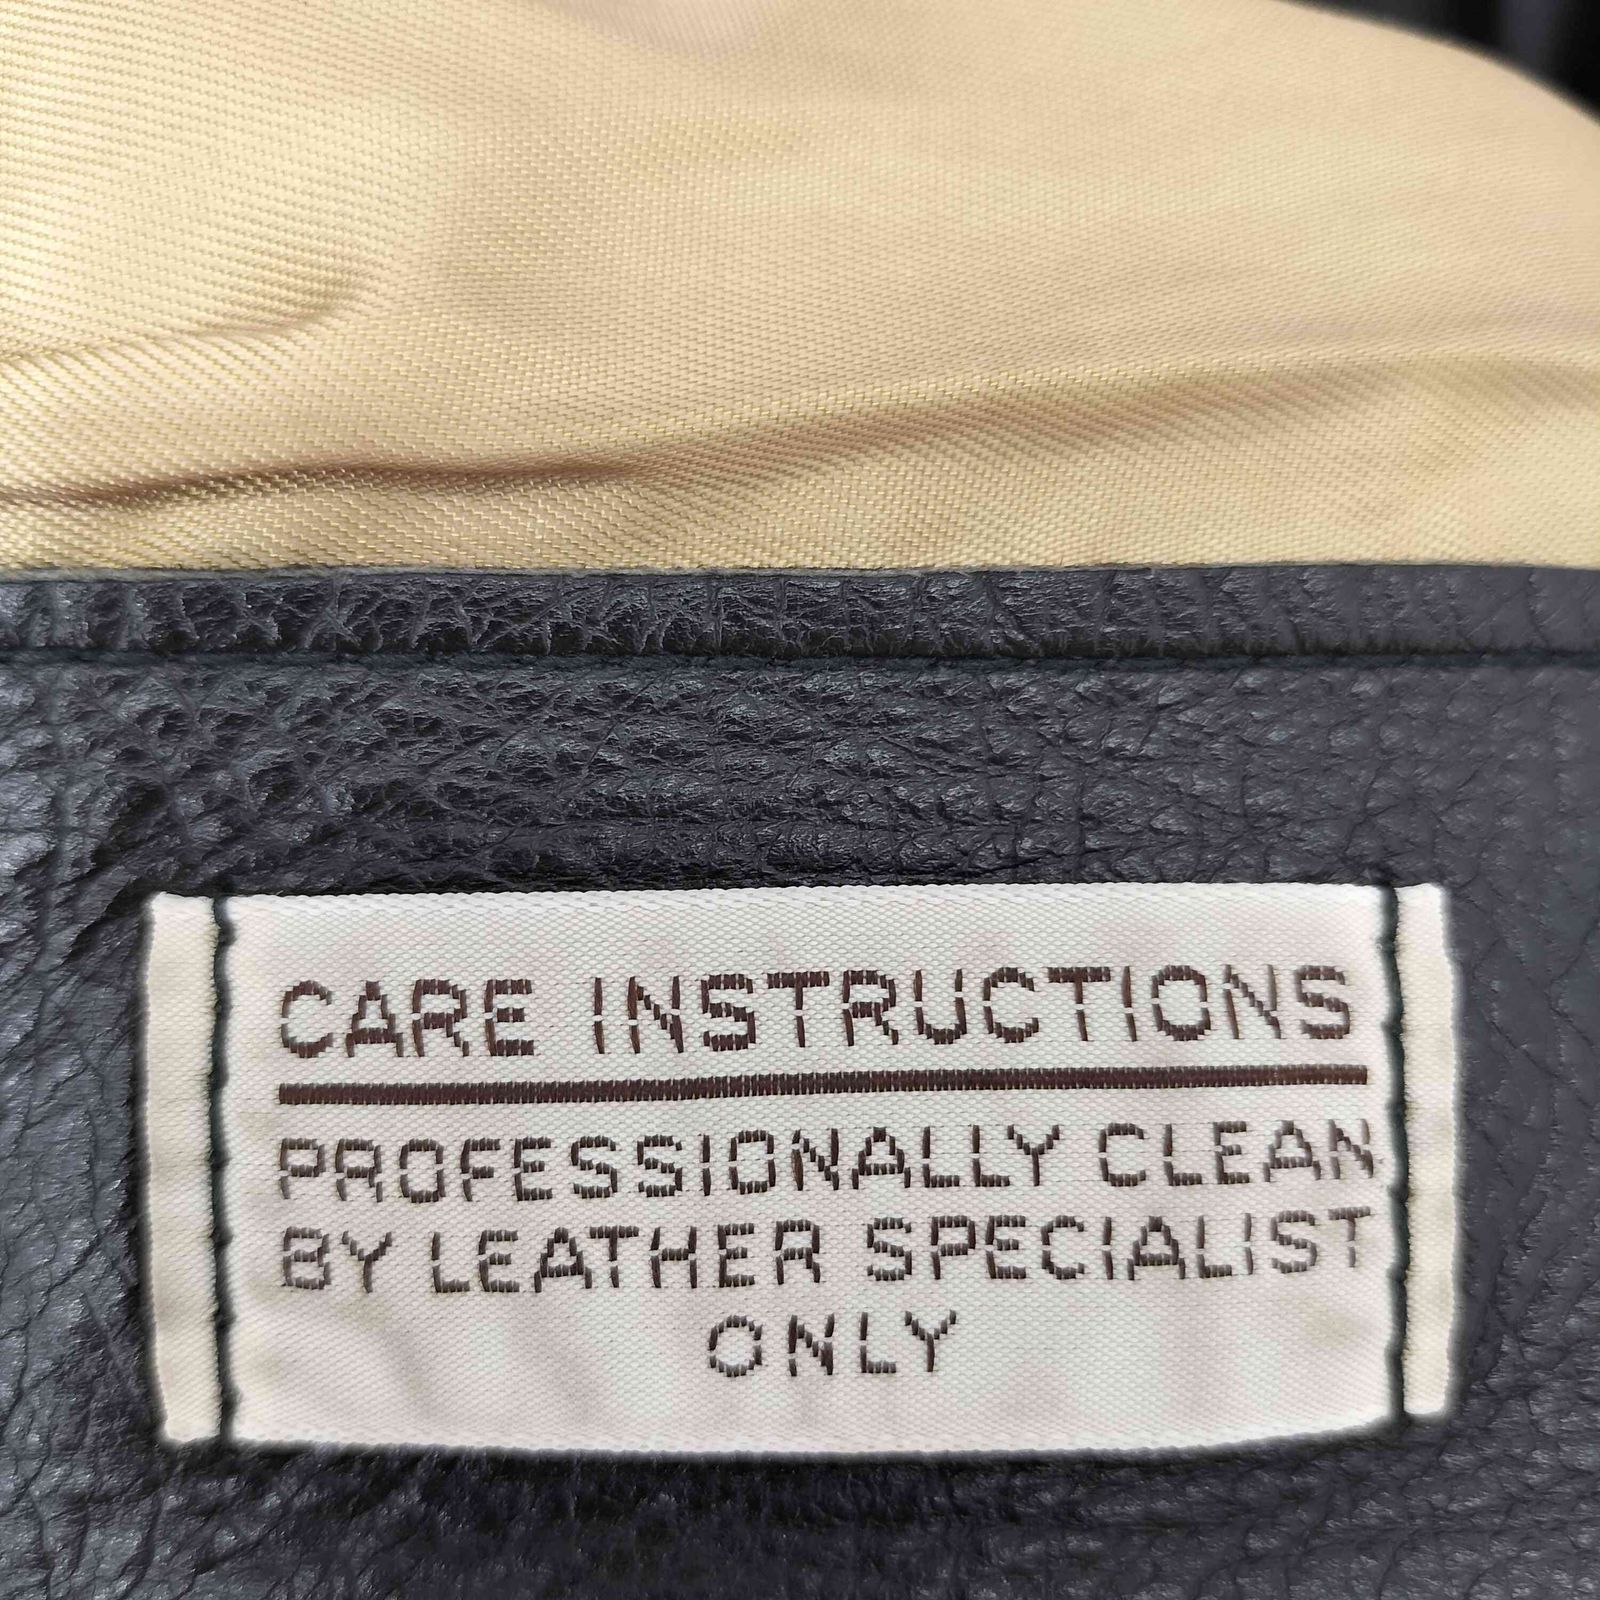 CARE INSTRUCTIONS
PROFESSIONALLY CLEAN
BY LEATHER SPECIALIST
ONLY